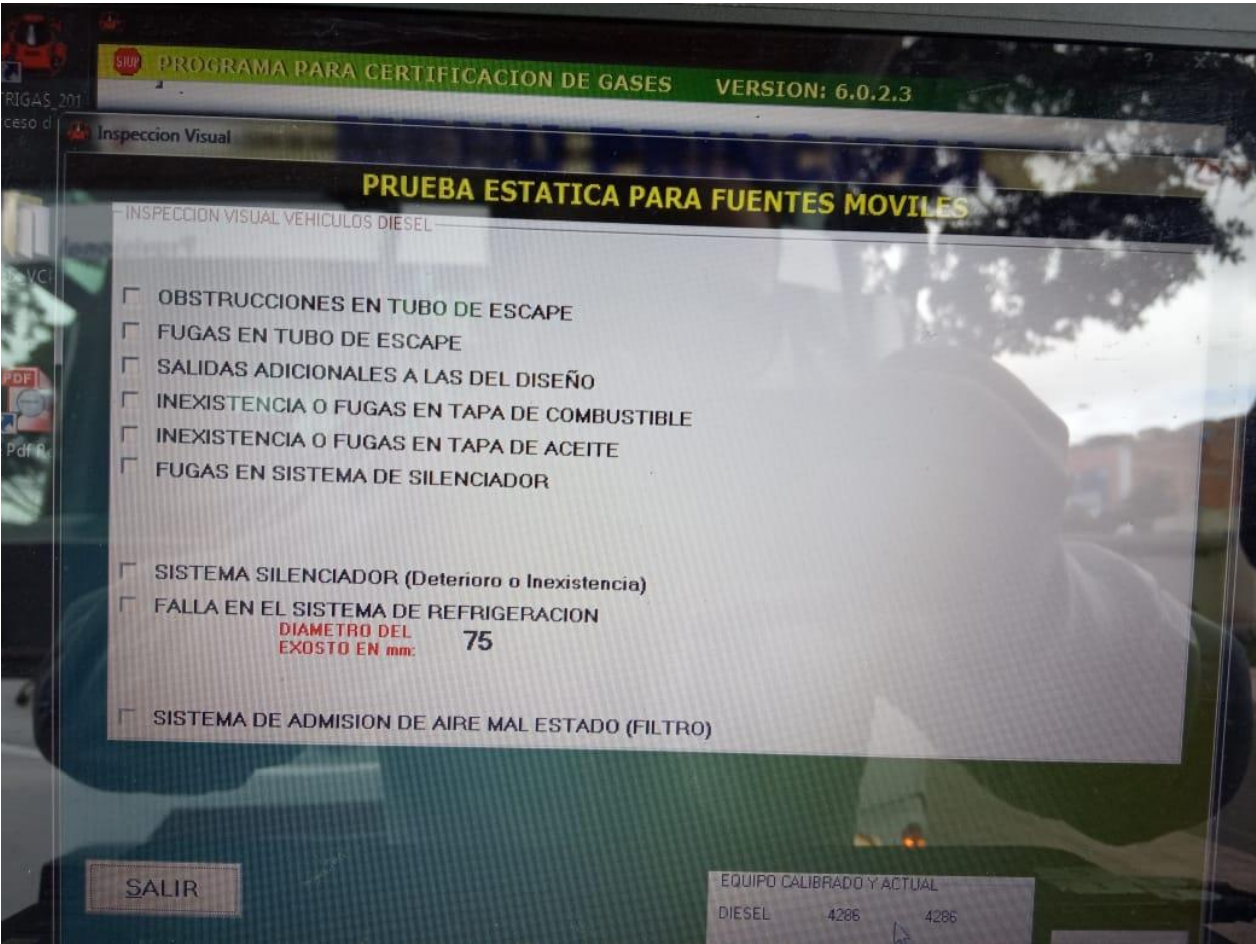 PROGRAMA PARA CERTIFICACION DE GASES VERSION: 6.0.2.3
Inspeccion Visual
PRUEBA ESTATICA PARA FUENTES MOVILES
INSPECCION VISUAL VEHICULOS DIESEL
OBSTRUCCIONES EN TUBO DE ESCAPE
FUGAS EN TUBO DE ESCAPE
SALIDAS ADICIONALES A LAS DEL DISEÑO
INEXISTENCIA O FUGAS EN TAPA DE COMBUSTIBLE
INEXISTENCIA O FUGAS EN TAPA DE ACEITE
FUGAS EN SISTEMA DE SILENCIADOR
SISTEMA SILENCIADOR (Deterioro o Inexistencia)
FALLA EN EL SISTEMA DE REFRIGERACION
DIAMETRO DEL
EXOSTO EN mm: 75
SISTEMA DE ADMISION DE AIRE MAL ESTADO (FILTRO)
SALIR
EQUIPO CALIBRADO Y ACTUAL
DIESEL 4286 4286
PDF